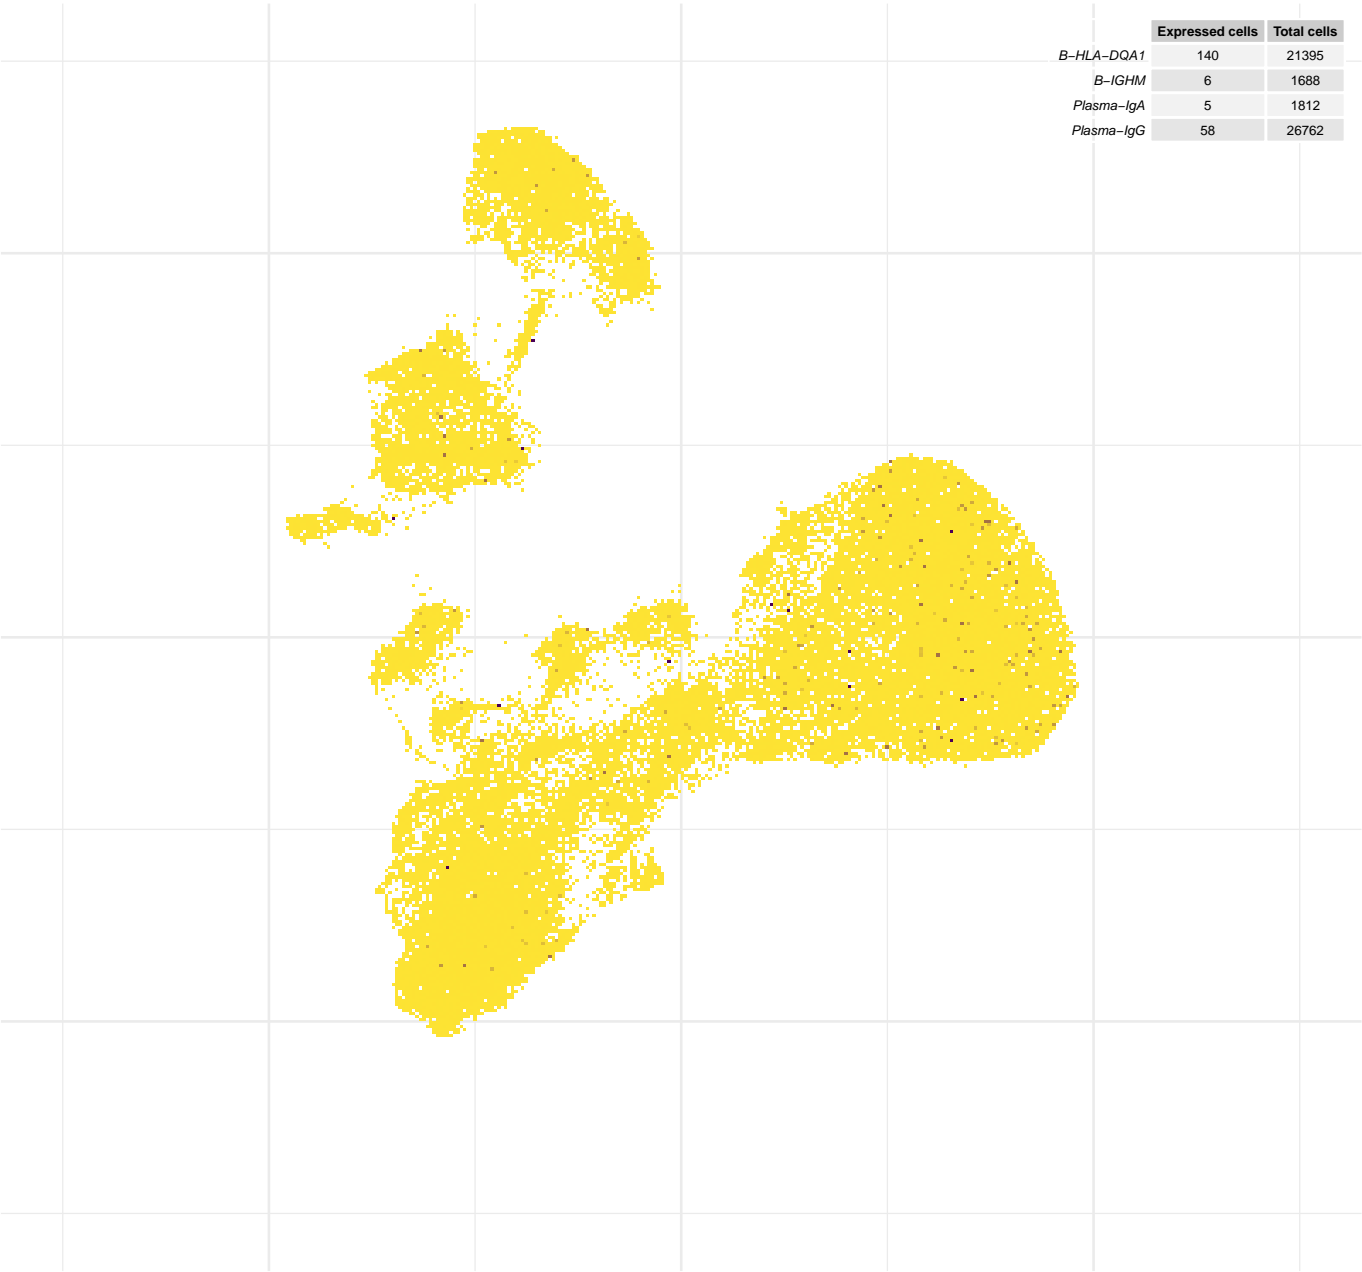 Expressed cells Total cells
B−HLA−DQA1 140 21395
B−IGHM 6 1688
Plasma−IgA 5 1812
Plasma−IgG 58 26762